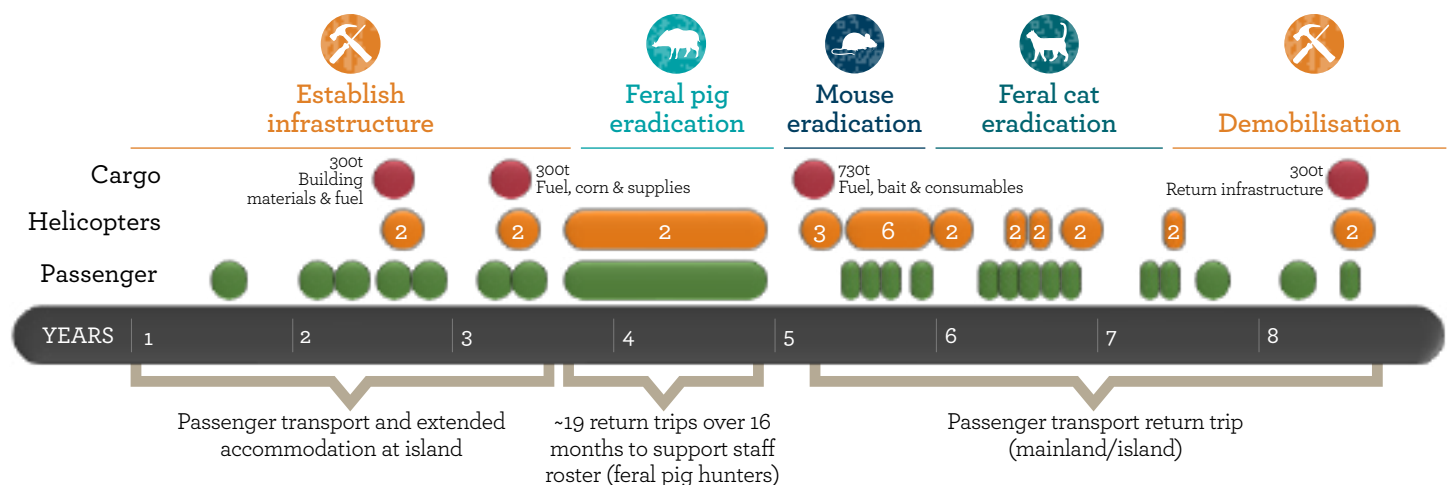 Establish
infrastructure
Feral pig
eradication
Mouse
eradication
Feral cat
eradication
Demobilisation
Cargo
300t
Building
materials & fuel
300t
Fuel, corn & supplies
730t
Fuel, bait & consumables
300t
Return infrastructure
Helicopters
2
2
2
3
6
2
2
2
2
2
2
Passenger
YEARS
1
2
3
4
5
6
7
8
Passenger transport and extended
accommodation at island
~19 return trips over 16
months to support staff
roster (feral pig hunters)
Passenger transport return trip
(mainland/island)